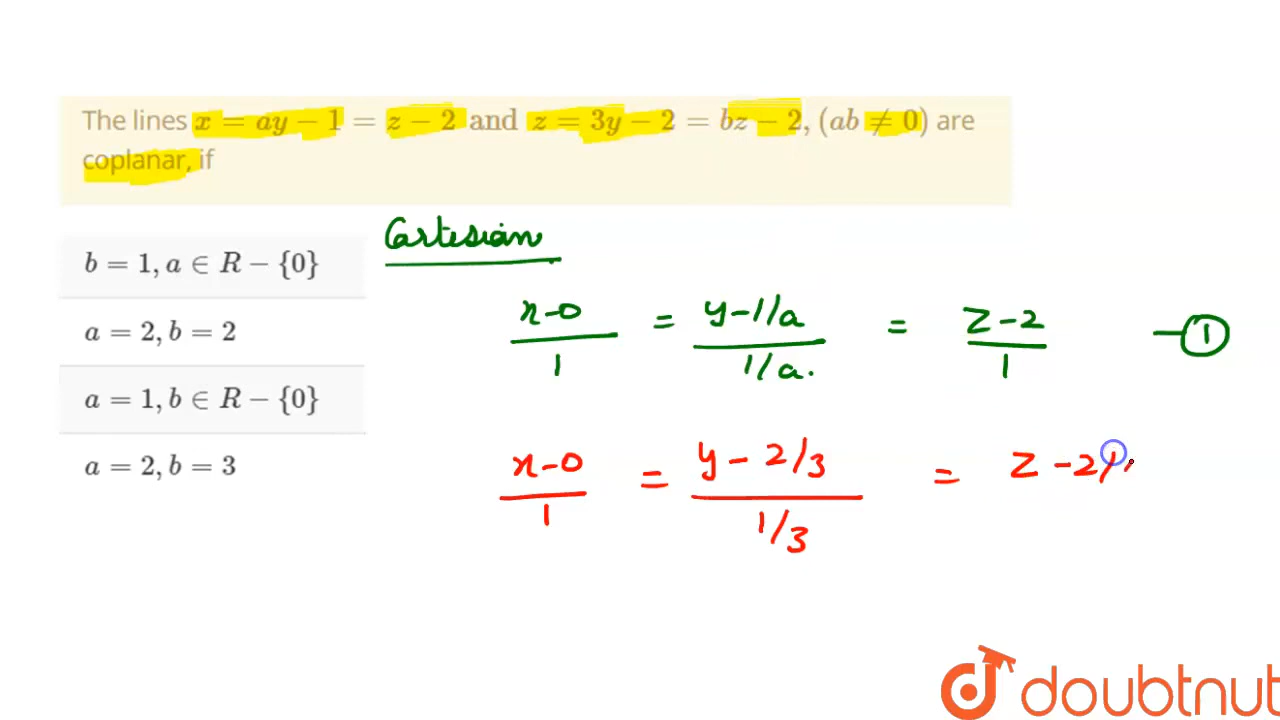 The lines x = ay − 1 = z − 2 and z = 3y − 2 = bz − 2, (ab ≠ 0) are
coplanar, if
b = 1, a ∈ R − {0}
a = 2, b = 2
a = 1, b ∈ R − {0}
a = 2, b = 3
Cartesian
x-0/1 = y-1/a/1/a. = z-2/1 -①
x-0/1 = y-2/3/1/3 = z-2/
doubtnut